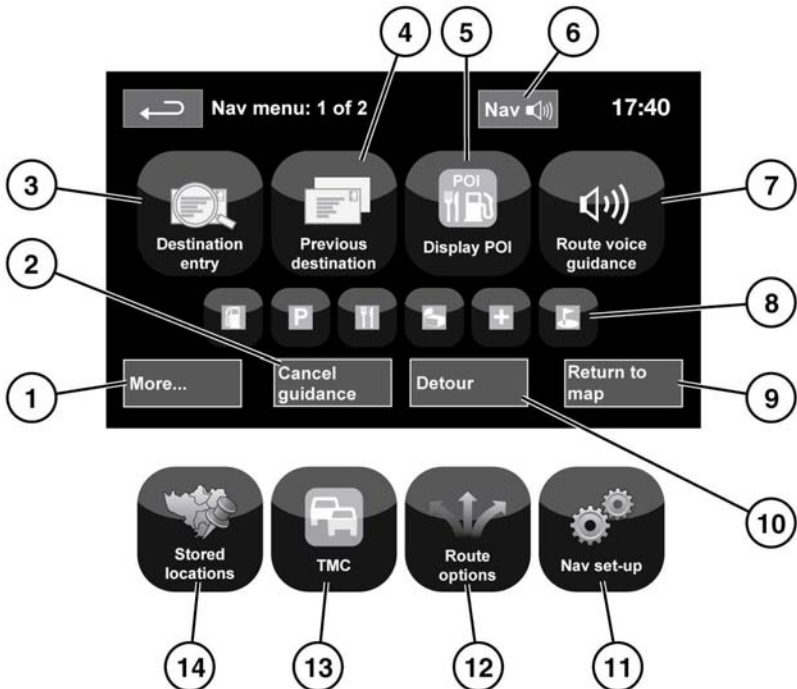 4
5
6
Nav menu: 1 of 2
Nav
17:40
3
7
POI
Destination
entry
Previous
destination
Display POI
Route voice
guidance
2
P
8
1
More...
Cancel
guidance
Detour
Return to
map
9
10
Stored
locations
TMC
Route
options
Nav set-up
14
13
12
11